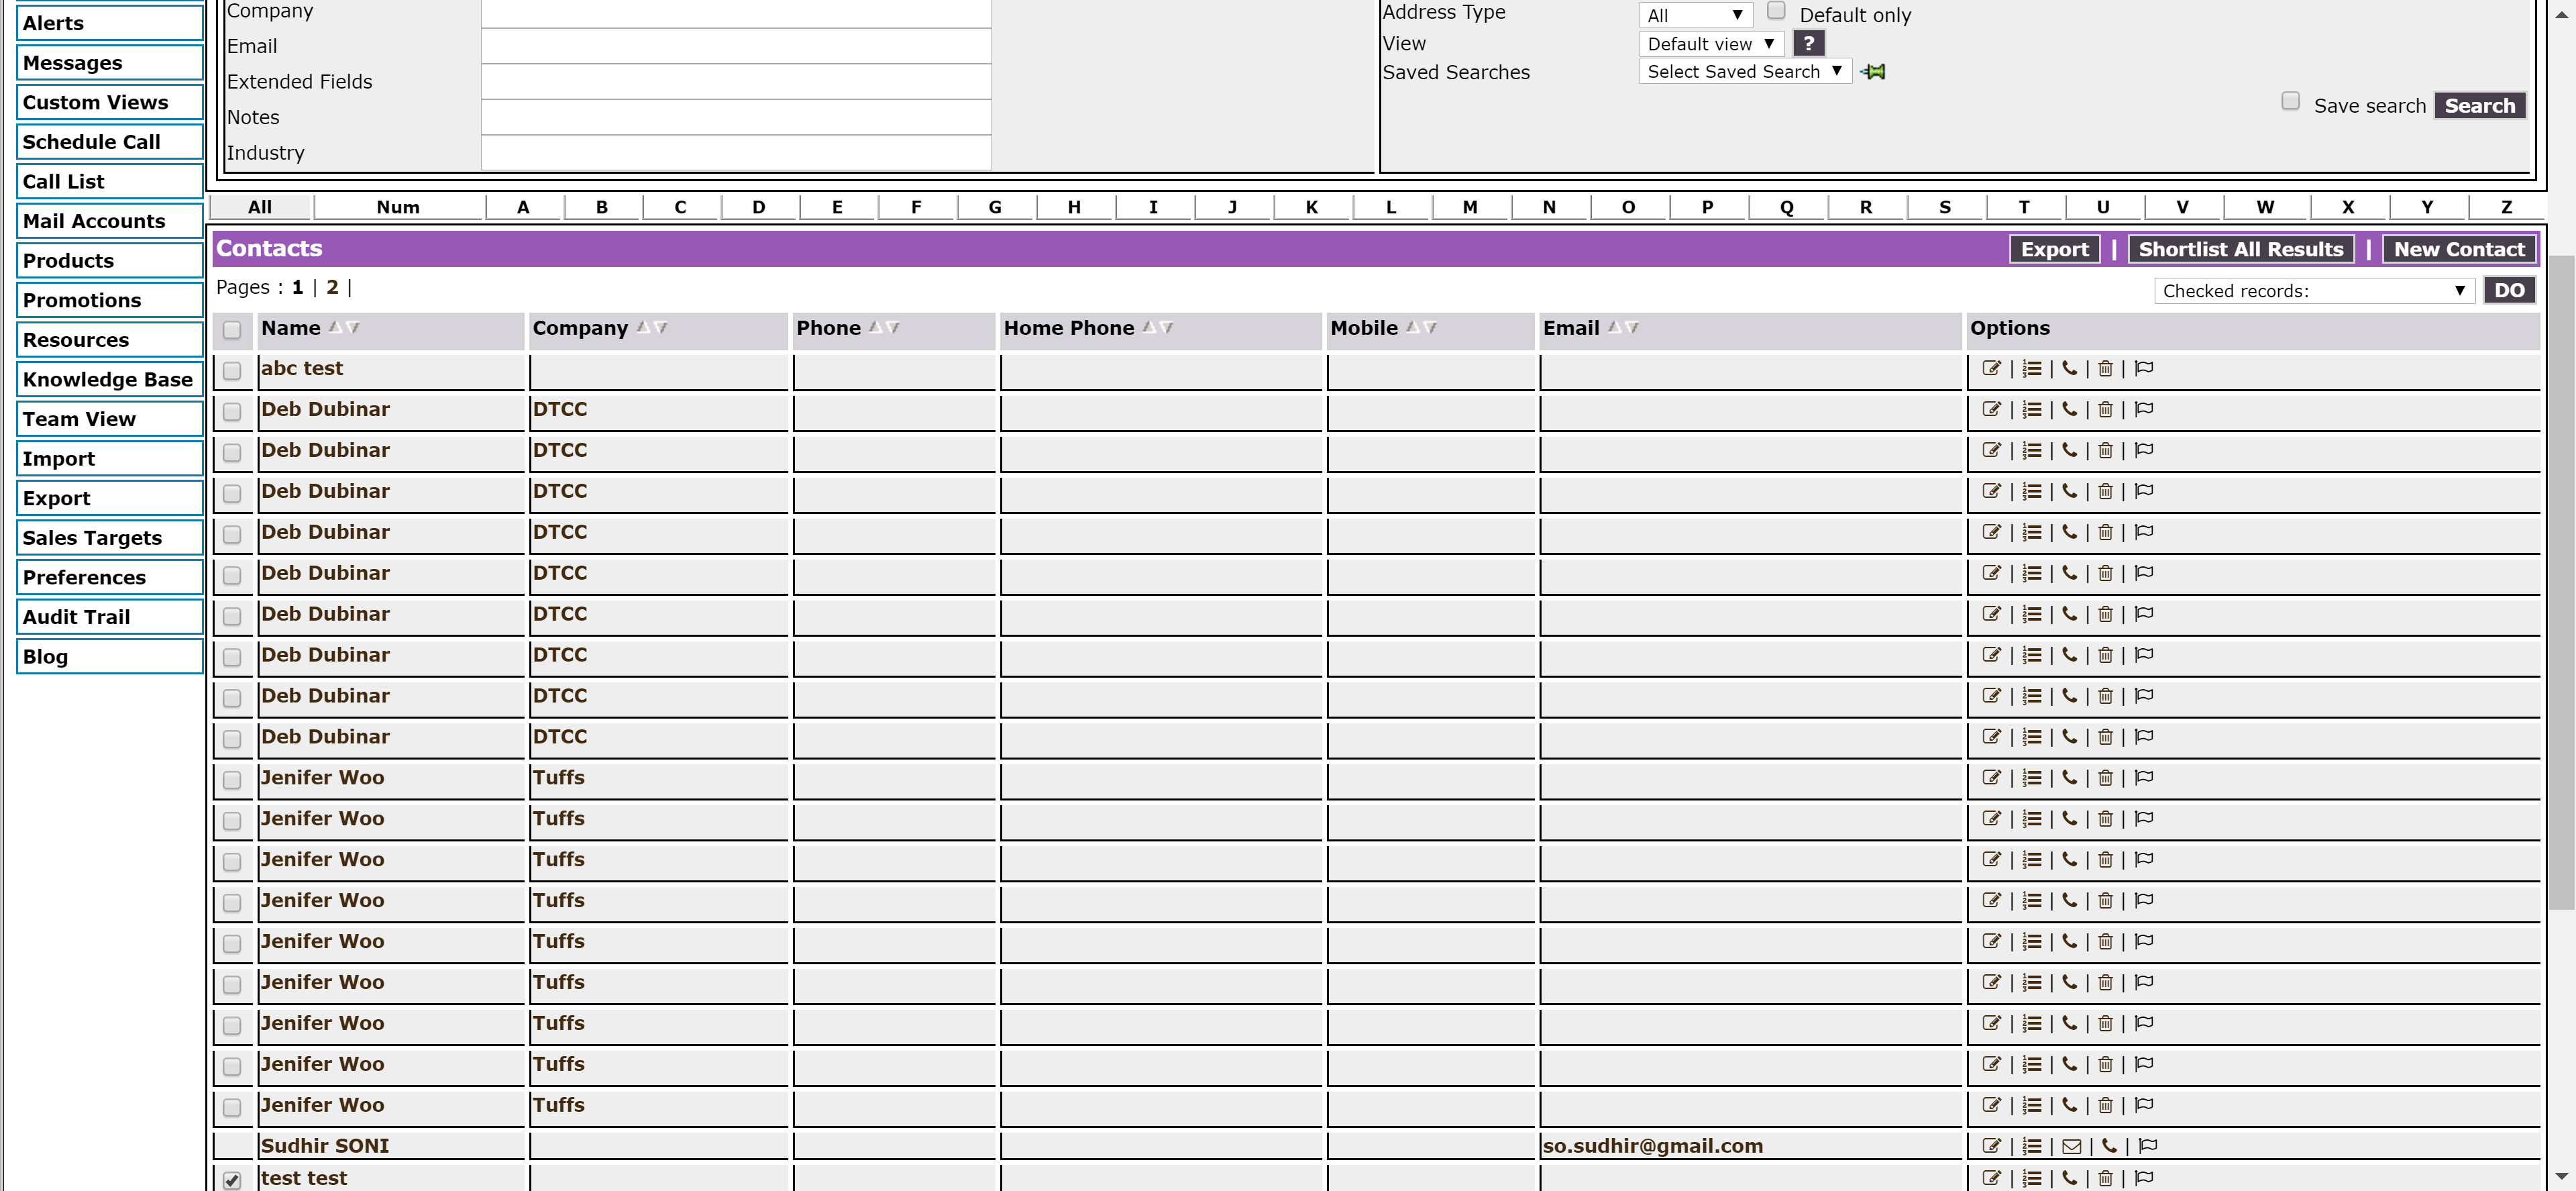 Alerts
Messages
Custom Views
Schedule Call
Call List
Mail Accounts
Products
Promotions
Resources
Knowledge Base
Team View
Import
Export
Sales Targets
Preferences
Audit Trail
Blog
Company
Email
Extended Fields
Notes
Industry
Address Type All Default only
View Default view ?
Saved Searches Select Saved Search
Save search Search
All Num A B C D E F G H I J K L M N O P Q R S T U V W X Y Z
Contacts Export | Shortlist All Results | New Contact
Pages : 1 | 2 | Checked records: DO
Name Company Phone Home Phone Mobile Email Options
abc test
Deb Dubinar DTCC
Deb Dubinar DTCC
Deb Dubinar DTCC
Deb Dubinar DTCC
Deb Dubinar DTCC
Deb Dubinar DTCC
Deb Dubinar DTCC
Deb Dubinar DTCC
Deb Dubinar DTCC
Jenifer Woo Tuffs
Jenifer Woo Tuffs
Jenifer Woo Tuffs
Jenifer Woo Tuffs
Jenifer Woo Tuffs
Jenifer Woo Tuffs
Jenifer Woo Tuffs
Jenifer Woo Tuffs
Jenifer Woo Tuffs
Sudhir SONI so.sudhir@gmail.com
test test